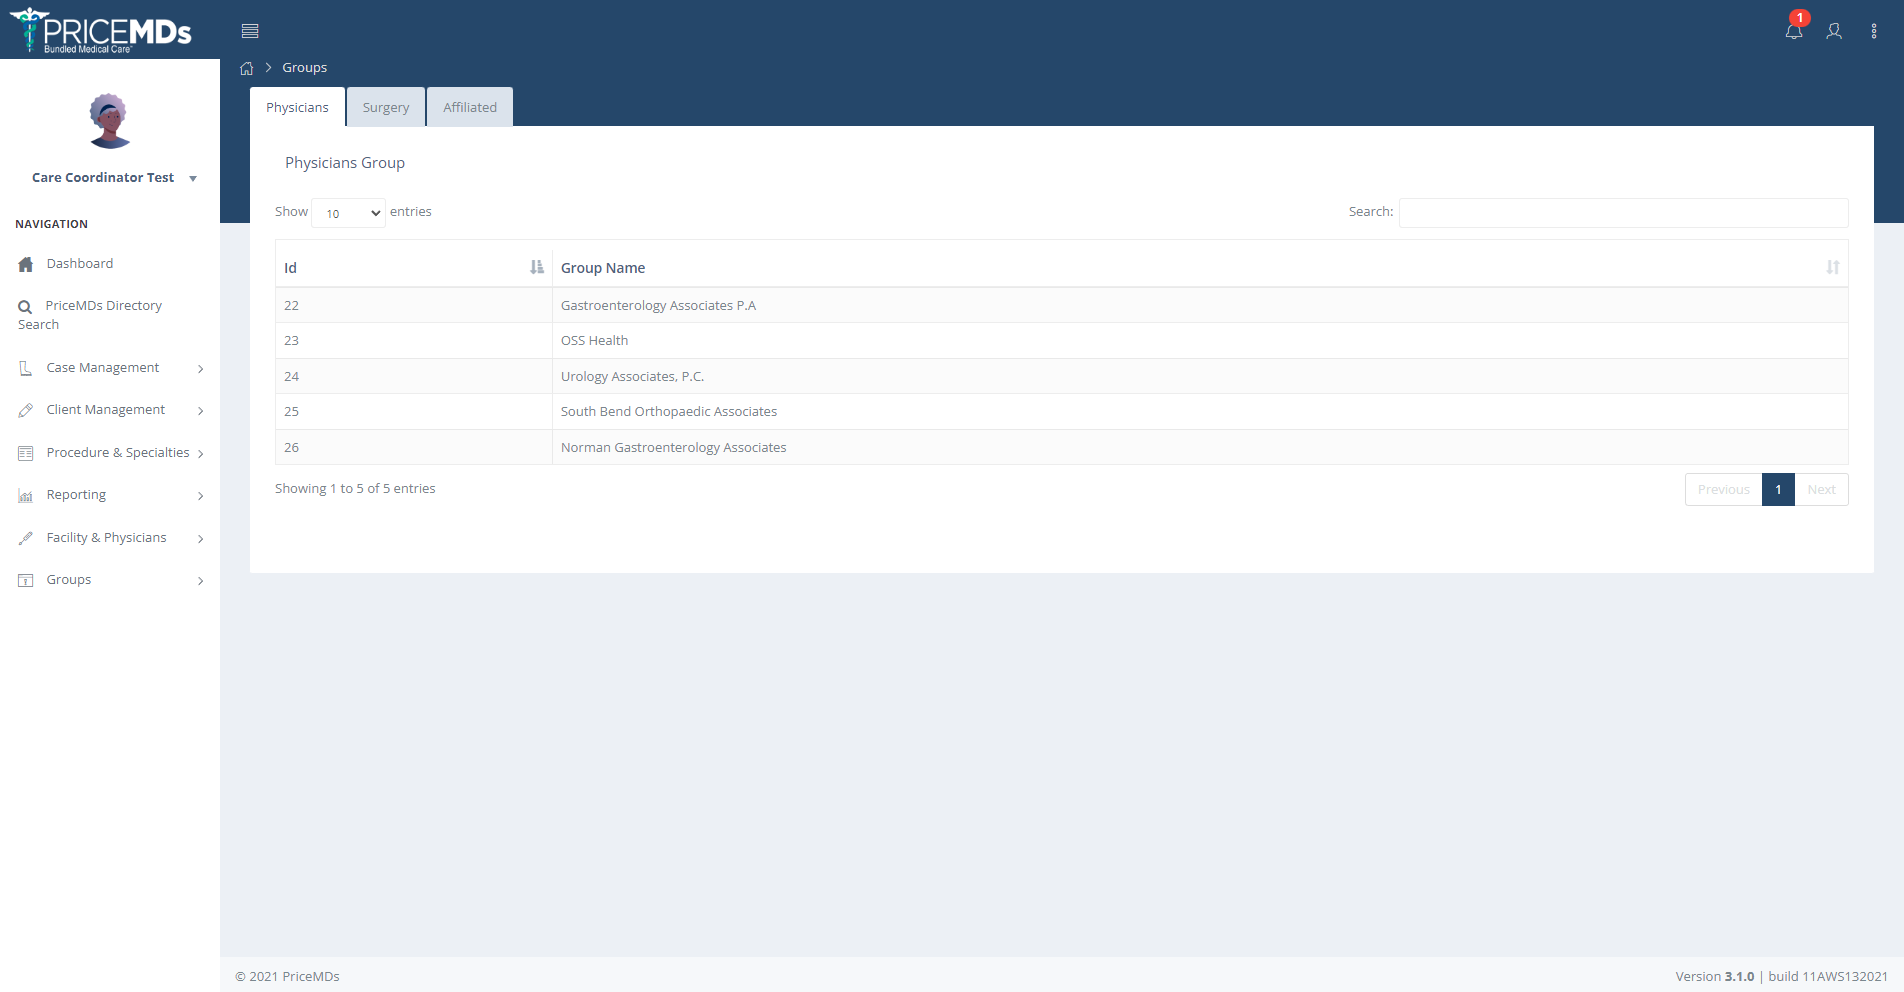 PRICEMDs
Bundled Medical Care
1
Groups
Care Coordinator Test
NAVIGATION
Dashboard
PriceMDs Directory
Search
Case Management
Client Management
Procedure & Specialties
Reporting
Facility & Physicians
Groups
Physicians Surgery Affiliated
Physicians Group
Show 10 entries
Search:
Id Group Name
22 Gastroenterology Associates P.A
23 OSS Health
24 Urology Associates, P.C.
25 South Bend Orthopaedic Associates
26 Norman Gastroenterology Associates
Showing 1 to 5 of 5 entries
Previous 1 Next
© 2021 PriceMDs
Version 3.1.0 | build 11AWS132021